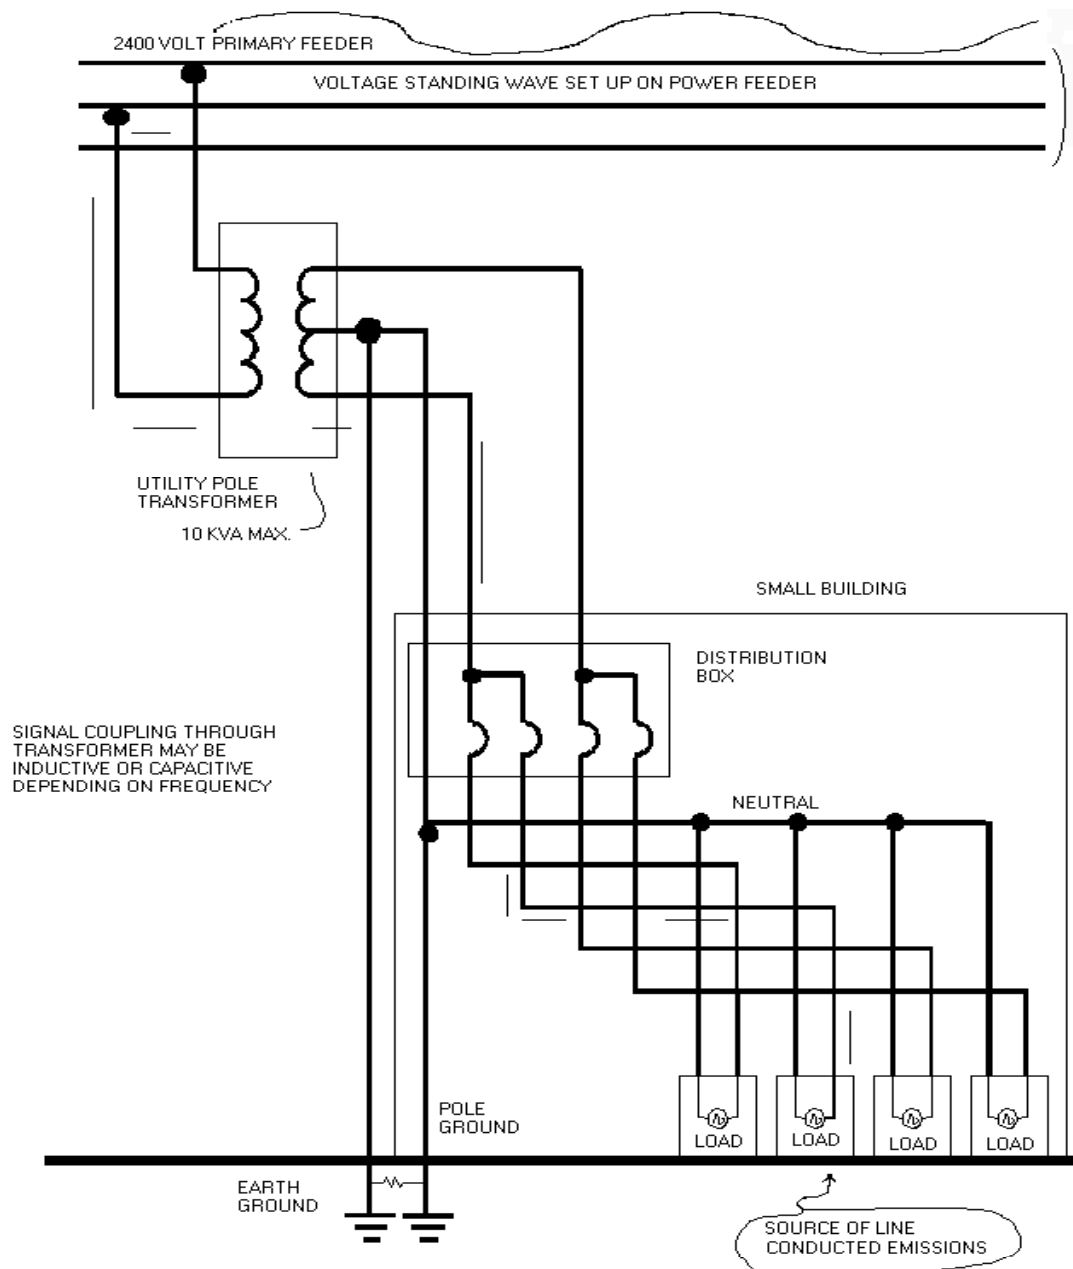 2400 VOLT PRIMARY FEEDER
VOLTAGE STANDING WAVE SET UP ON POWER FEEDER
UTILITY POLE
TRANSFORMER
10 KVA MAX.
SMALL BUILDING
DISTRIBUTION
BOX
SIGNAL COUPLING THROUGH
TRANSFORMER MAY BE
INDUCTIVE OR CAPACITIVE
DEPENDING ON FREQUENCY
NEUTRAL
POLE
GROUND
LOAD
LOAD
LOAD
LOAD
EARTH
GROUND
SOURCE OF LINE
CONDUCTED EMISSIONS